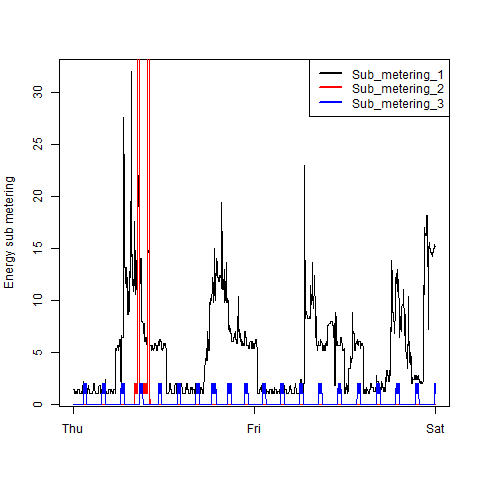 Sub_metering_1
Sub_metering_2
Sub_metering_3
Energy sub metering
30
25
20
15
10
5
0
Thu Fri Sat